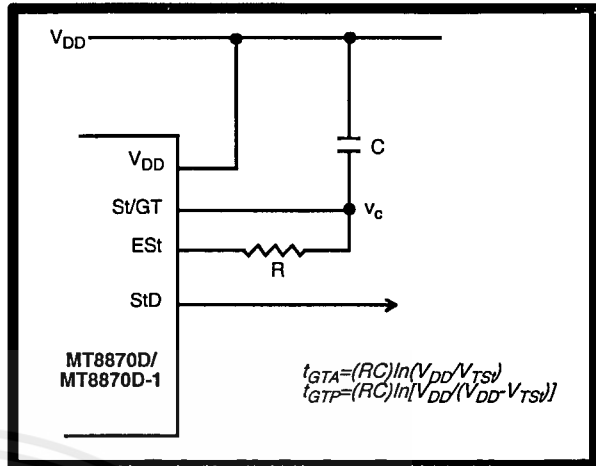 VDD
VDD
C
St/GT
vc
ESt
R
StD
MT8870D/
MT8870D-1
tGTA=(RC)ln(VDD/VTSt)
tGTP=(RC)ln[VDD/(VDD-VTSt)]